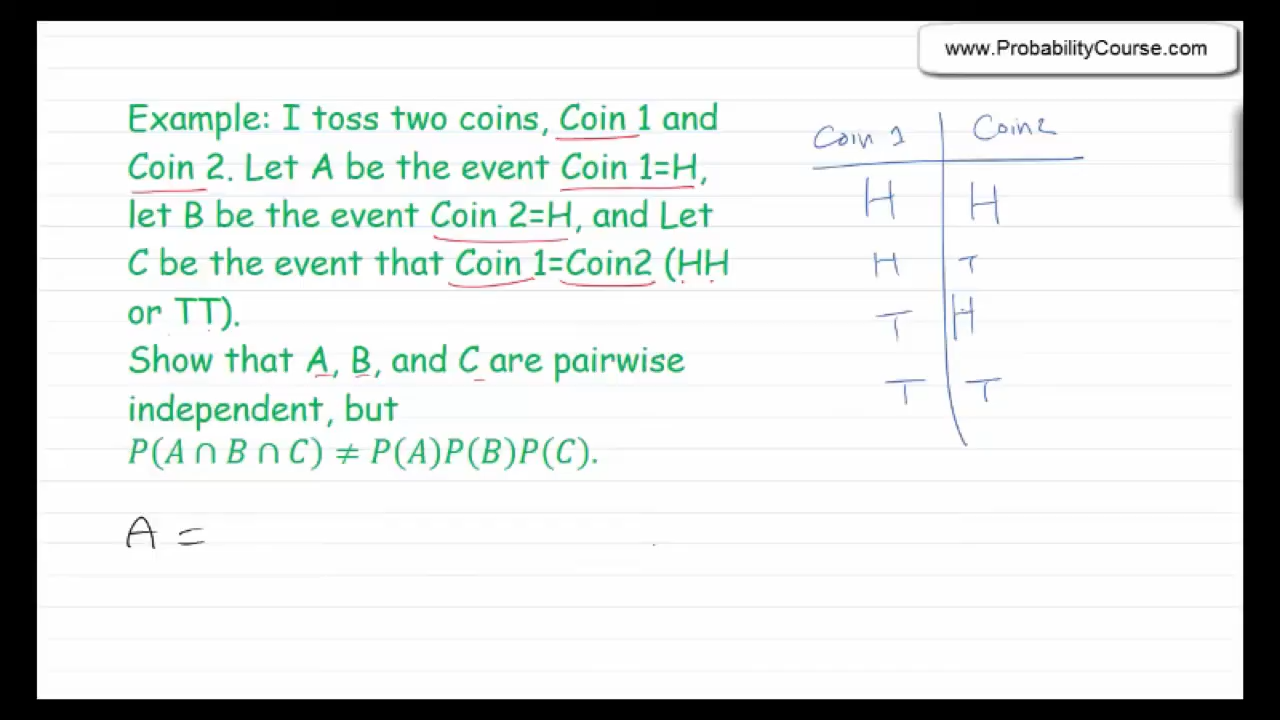 www.ProbabilityCourse.com
Example: I toss two coins, Coin 1 and
Coin 2. Let A be the event Coin 1=H,
let B be the event Coin 2=H, and Let
C be the event that Coin 1=Coin2 (HH
or TT).
Show that A, B, and C are pairwise
independent, but
P(A ∩ B ∩ C) ≠ P(A)P(B)P(C).
A =
Coin 1 Coin2
H H
H T
T H
T T